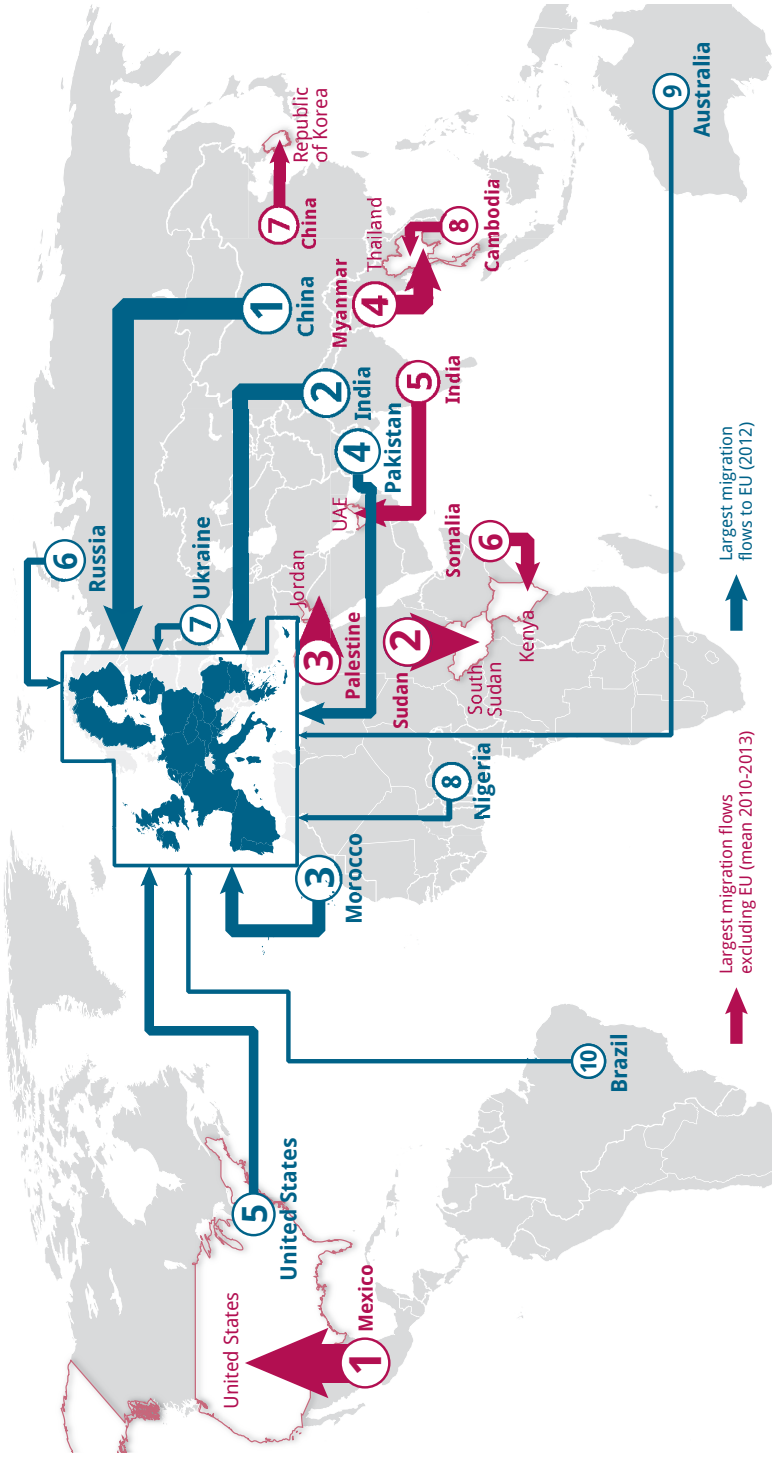 United States
1
Mexico
5
United States
10
Brazil
3
Morocco
8
Nigeria
6
Russia
7
Ukraine
3
Palestine
Jordan
2
Sudan
South
Sudan
6
Somalia
Kenya
1
China
2
India
4
Pakistan
UAE
5
India
4
Myanmar
Thailand
8
Cambodia
7
China
Republic
of Korea
9
Australia
Largest migration flows
excluding EU (mean 2010-2013)
Largest migration
flows to EU (2012)